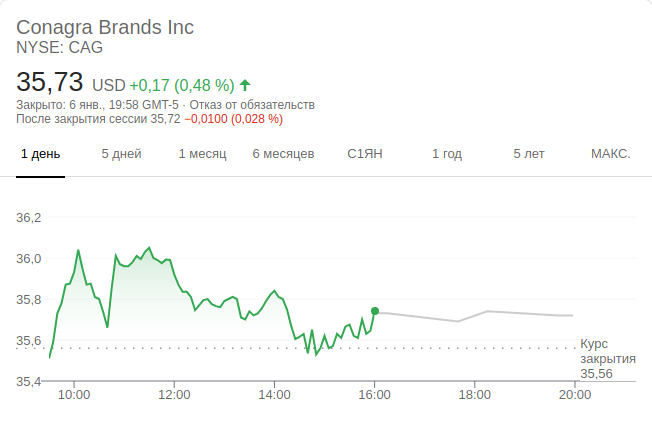 Conagra Brands Inc
NYSE: CAG
35,73 USD +0,17 (0,48 %)
Закрыто: 6 янв., 19:58 GMT-5 · Отказ от обязательств
После закрытия сессии 35,72 −0,0100 (0,028 %)
1 день 5 дней 1 месяц 6 месяцев С1ЯН 1 год 5 лет МАКС.
36,2
36,0
35,8
35,6
35,4
Курс
закрытия
35,56
10:00 12:00 14:00 16:00 18:00 20:00